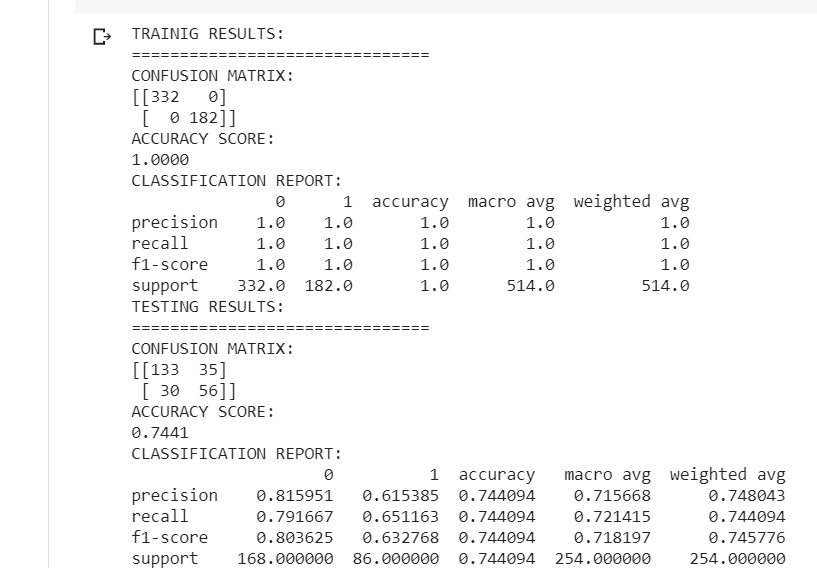 TRAINIG RESULTS:
===============================
CONFUSION MATRIX:
[[332   0]
 [  0 182]]
ACCURACY SCORE:
1.0000
CLASSIFICATION REPORT:
               0      1  accuracy  macro avg  weighted avg
precision    1.0    1.0       1.0        1.0           1.0
recall       1.0    1.0       1.0        1.0           1.0
f1-score     1.0    1.0       1.0        1.0           1.0
support    332.0  182.0       1.0      514.0         514.0
TESTING RESULTS:
===============================
CONFUSION MATRIX:
[[133  35]
 [ 30  56]]
ACCURACY SCORE:
0.7441
CLASSIFICATION REPORT:
                    0          1  accuracy   macro avg  weighted avg
precision    0.815951   0.615385  0.744094    0.715668      0.748043
recall       0.791667   0.651163  0.744094    0.721415      0.744094
f1-score     0.803625   0.632768  0.744094    0.718197      0.745776
support    168.000000  86.000000  0.744094  254.000000    254.000000